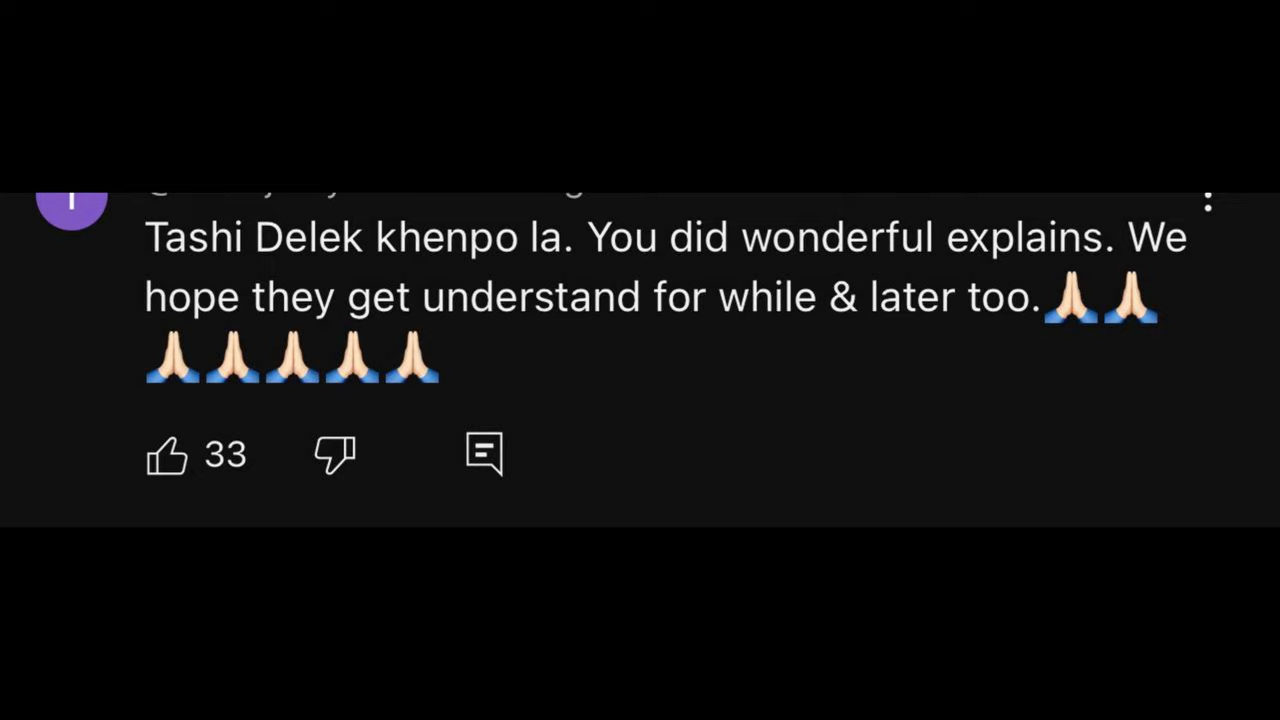 Tashi Delek khenpo la. You did wonderful explains. We
hope they get understand for while & later too.🙏🏻🙏🏻
🙏🏻🙏🏻🙏🏻🙏🏻🙏🏻
33